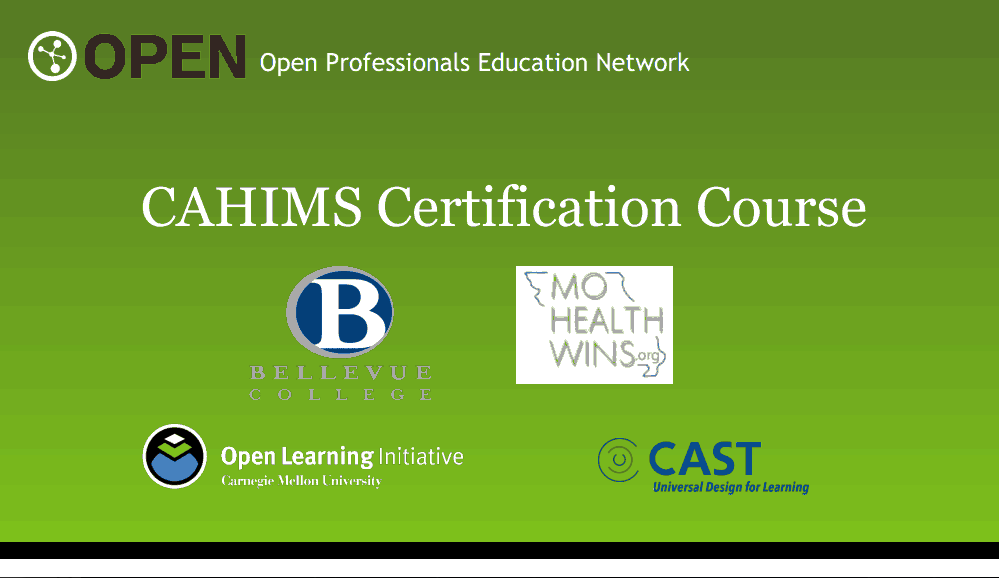 OPEN Open Professionals Education Network
CAHIMS Certification Course
B
BELLEVUE
COLLEGE
MO
HEALTH
WINS.org
Open Learning Initiative
Carnegie Mellon University
CAST
Universal Design for Learning